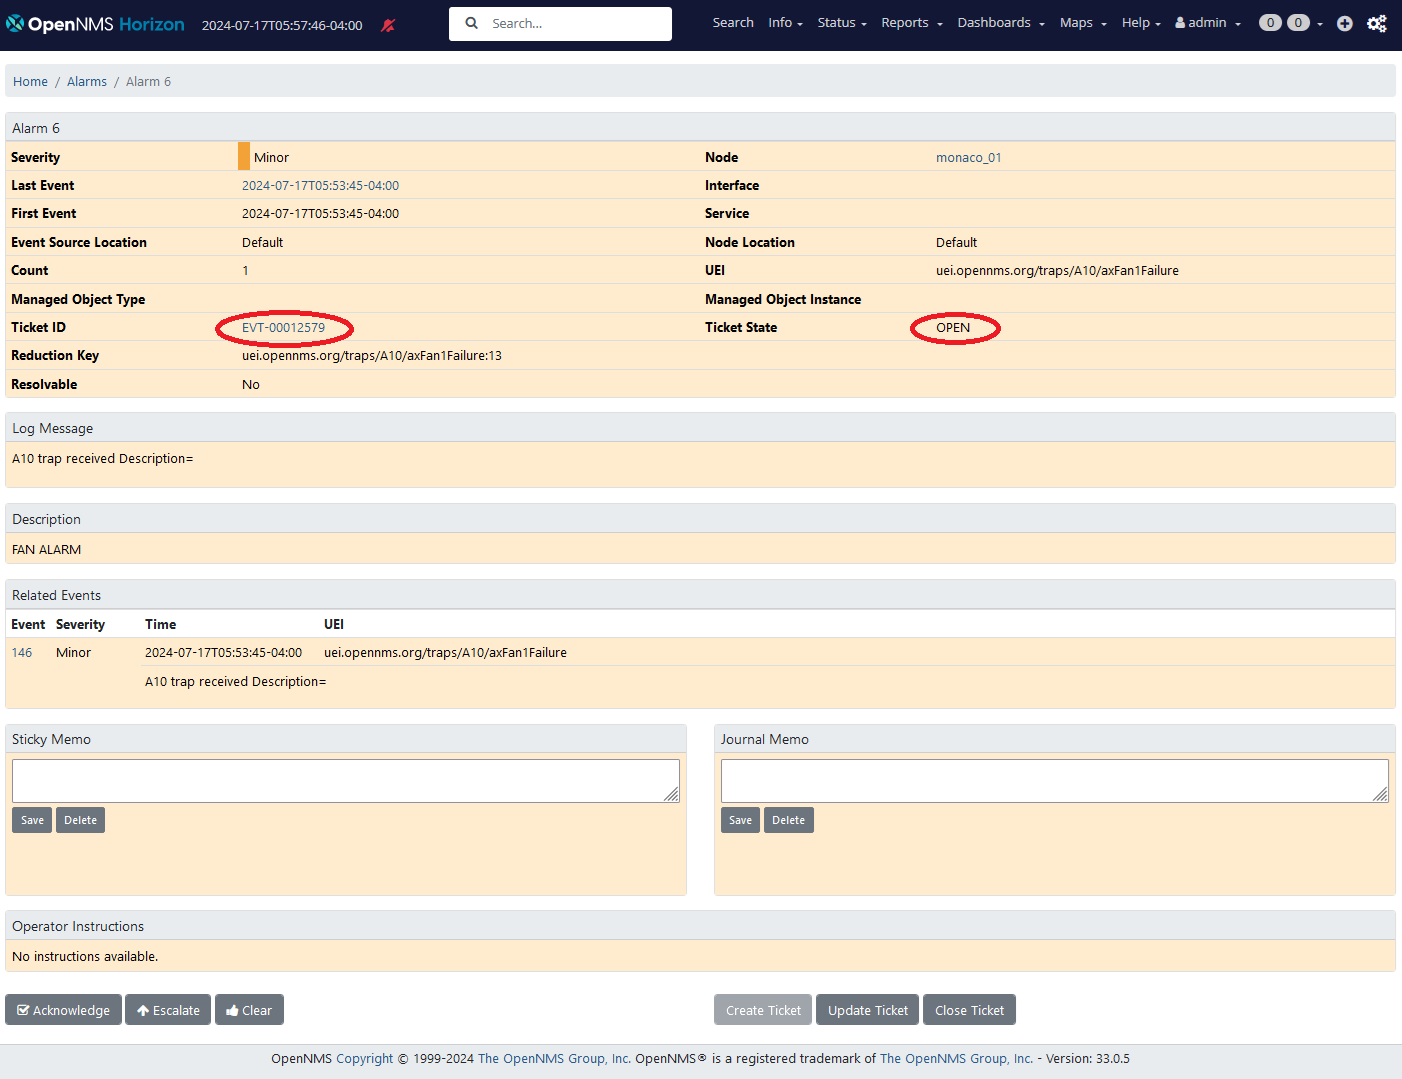 OpenNMS Horizon 2024-07-17T05:57:46-04:00 Search... Search Info Status Reports Dashboards Maps Help admin 0 0
Home / Alarms / Alarm 6
Alarm 6
Severity Minor Node monaco_01
Last Event 2024-07-17T05:53:45-04:00 Interface
First Event 2024-07-17T05:53:45-04:00 Service
Event Source Location Default Node Location Default
Count 1 UEI uei.opennms.org/traps/A10/axFan1Failure
Managed Object Type Managed Object Instance
Ticket ID EVT-00012579 Ticket State OPEN
Reduction Key uei.opennms.org/traps/A10/axFan1Failure:13
Resolvable No
Log Message
A10 trap received Description=
Description
FAN ALARM
Related Events
Event Severity Time UEI
146 Minor 2024-07-17T05:53:45-04:00 uei.opennms.org/traps/A10/axFan1Failure
A10 trap received Description=
Sticky Memo Journal Memo
Save Delete Save Delete
Operator Instructions
No instructions available.
Acknowledge Escalate Clear Create Ticket Update Ticket Close Ticket
OpenNMS Copyright © 1999-2024 The OpenNMS Group, Inc. OpenNMS® is a registered trademark of The OpenNMS Group, Inc. - Version: 33.0.5